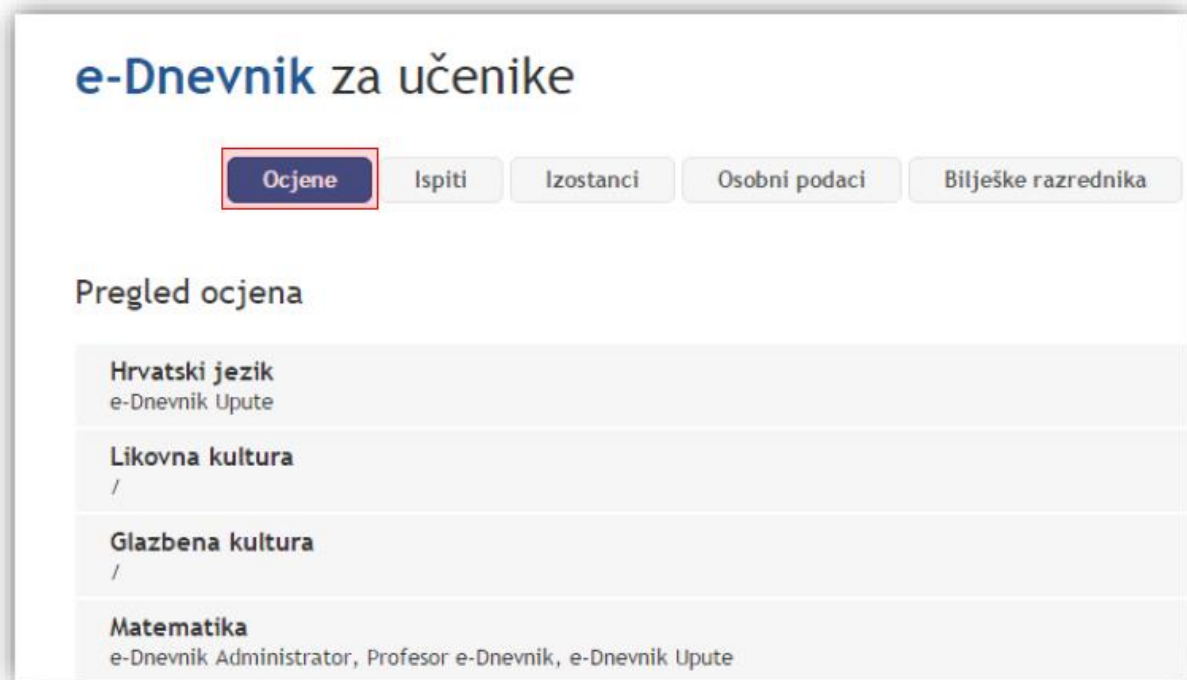 e-Dnevnik za učenike
Ocjene Ispiti Izostanci Osobni podaci Bilješke razrednika
Pregled ocjena
Hrvatski jezik
e-Dnevnik Upute
Likovna kultura
/
Glazbena kultura
/
Matematika
e-Dnevnik Administrator, Profesor e-Dnevnik, e-Dnevnik Upute